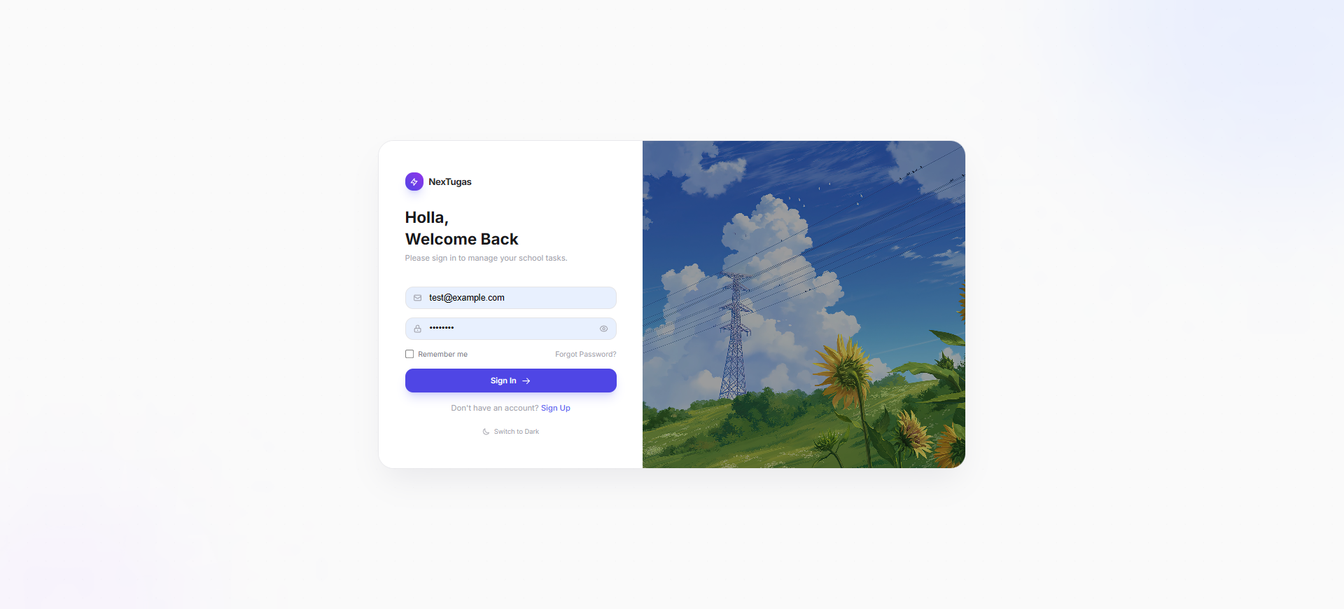 NexTugas
Holla,
Welcome Back
Please sign in to manage your school tasks.
test@example.com
••••••••
Remember me
Forgot Password?
Sign In →
Don't have an account? Sign Up
Switch to Dark